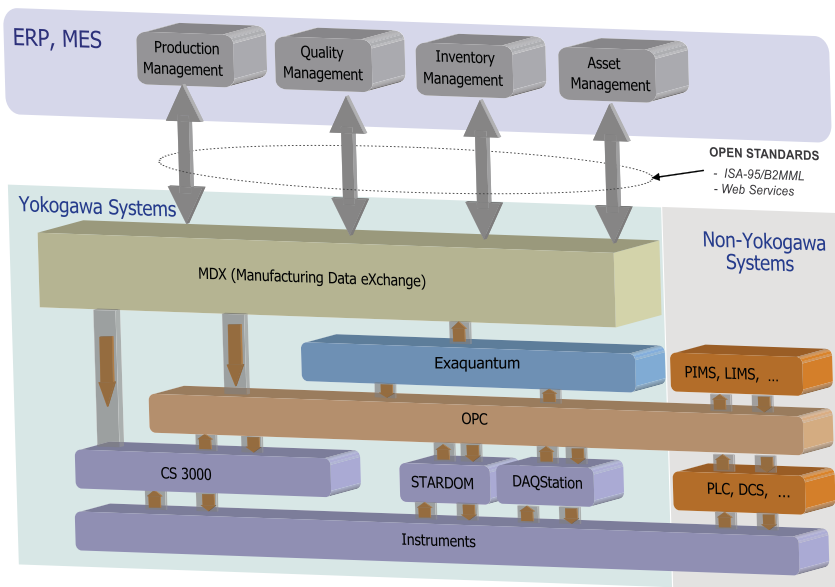 ERP, MES
Production
Management
Quality
Management
Inventory
Management
Asset
Management
OPEN STANDARDS
- ISA-95/B2MML
- Web Services
Yokogawa Systems
Non-Yokogawa
Systems
MDX (Manufacturing Data eXchange)
Exaquantum
PIMS, LIMS, ...
OPC
CS 3000
STARDOM
DAQStation
PLC, DCS, ...
Instruments